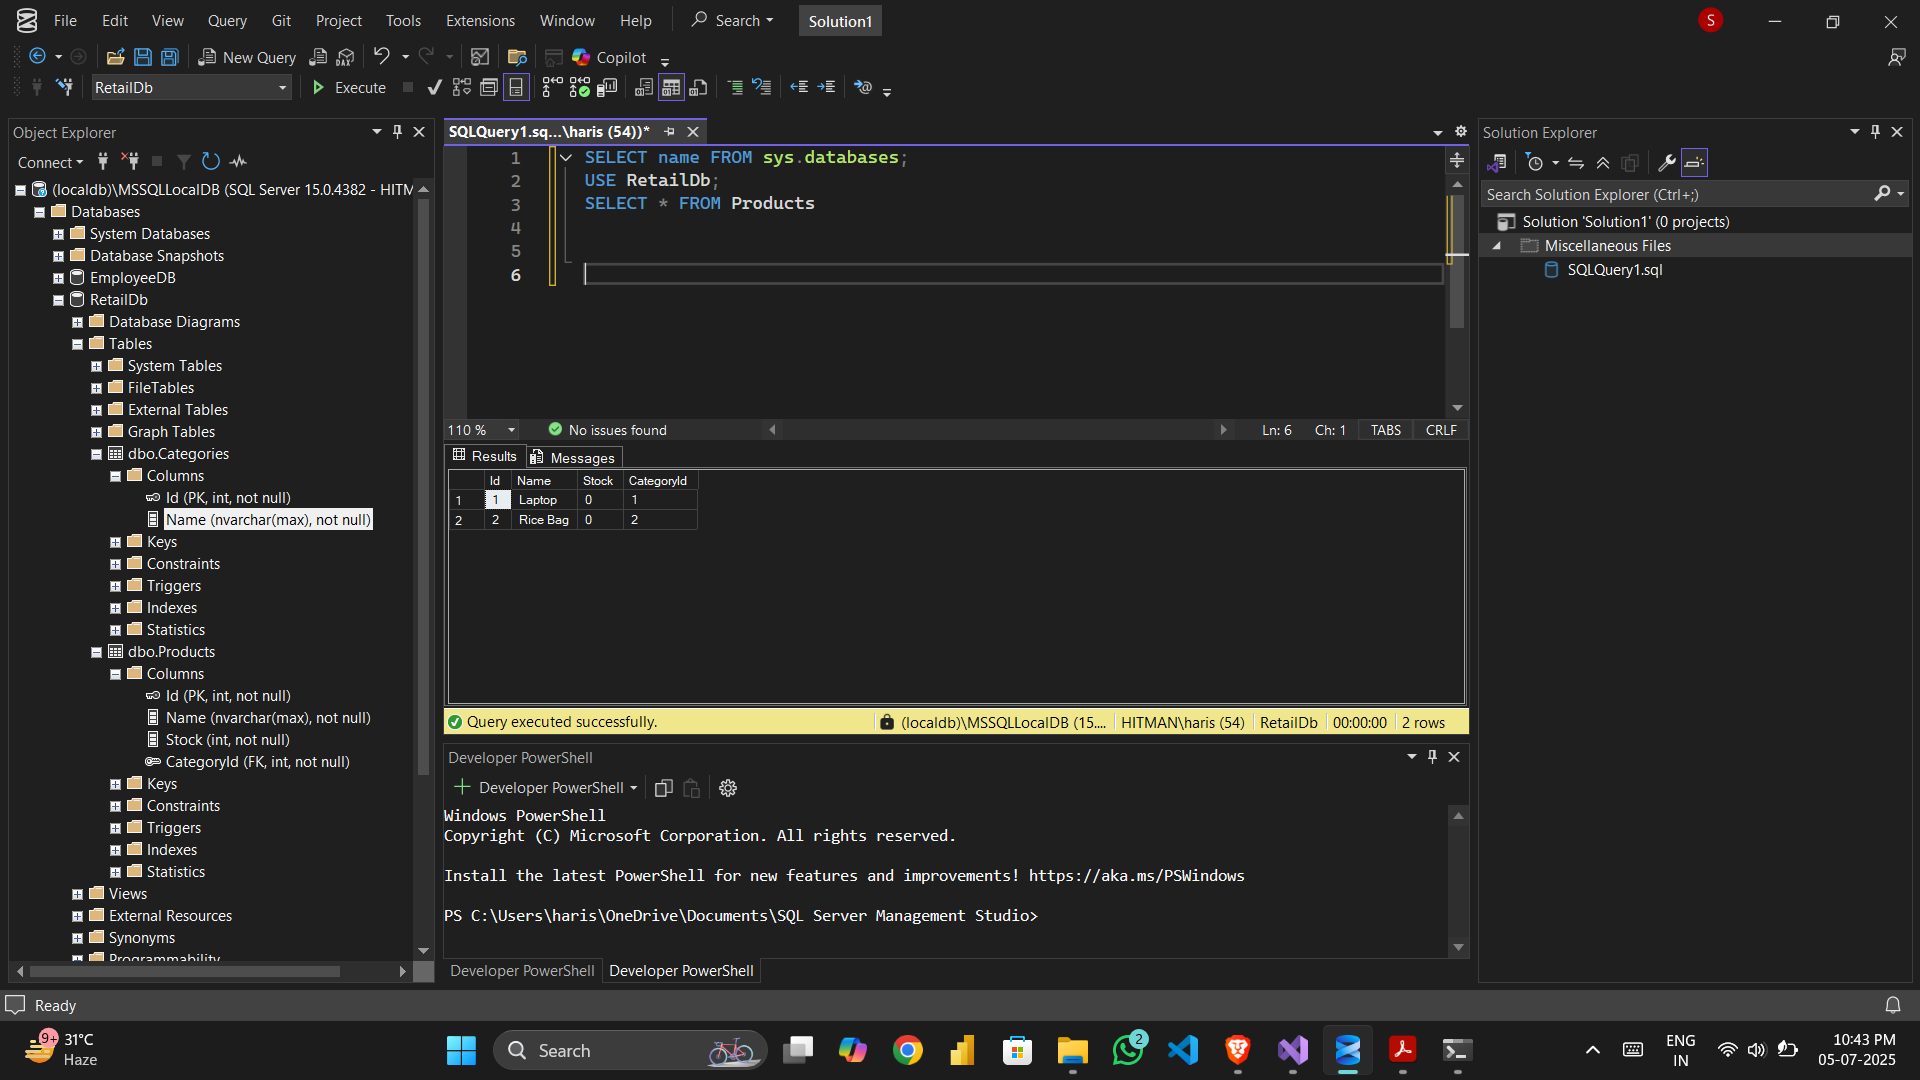 File Edit View Query Git Project Tools Extensions Window Help Search Solution1 S
New Query DAX Copilot
RetailDb Execute
Object Explorer
Connect
(localdb)\MSSQLLocalDB (SQL Server 15.0.4382 - HITM
Databases
System Databases
Database Snapshots
EmployeeDB
RetailDb
Database Diagrams
Tables
System Tables
FileTables
External Tables
Graph Tables
dbo.Categories
Columns
Id (PK, int, not null)
Name (nvarchar(max), not null)
Keys
Constraints
Triggers
Indexes
Statistics
dbo.Products
Columns
Id (PK, int, not null)
Name (nvarchar(max), not null)
Stock (int, not null)
CategoryId (FK, int, not null)
Keys
Constraints
Triggers
Indexes
Statistics
Views
External Resources
Synonyms
Programmability
SQLQuery1.sq...\haris (54))*
1 SELECT name FROM sys.databases;
2 USE RetailDb;
3 SELECT * FROM Products
4
5
6
110 % No issues found Ln: 6 Ch: 1 TABS CRLF
Results Messages
Id Name Stock CategoryId
1 1 Laptop 0 1
2 2 Rice Bag 0 2
Query executed successfully. (localdb)\MSSQLLocalDB (15.... HITMAN\haris (54) RetailDb 00:00:00 2 rows
Developer PowerShell
Developer PowerShell
Windows PowerShell
Copyright (C) Microsoft Corporation. All rights reserved.
Install the latest PowerShell for new features and improvements! https://aka.ms/PSWindows
PS C:\Users\haris\OneDrive\Documents\SQL Server Management Studio>
Developer PowerShell Developer PowerShell
Solution Explorer
Search Solution Explorer (Ctrl+;)
Solution 'Solution1' (0 projects)
Miscellaneous Files
SQLQuery1.sql
Ready
9+ 31°C
Haze
Search
2
ENG
IN
10:43 PM
05-07-2025